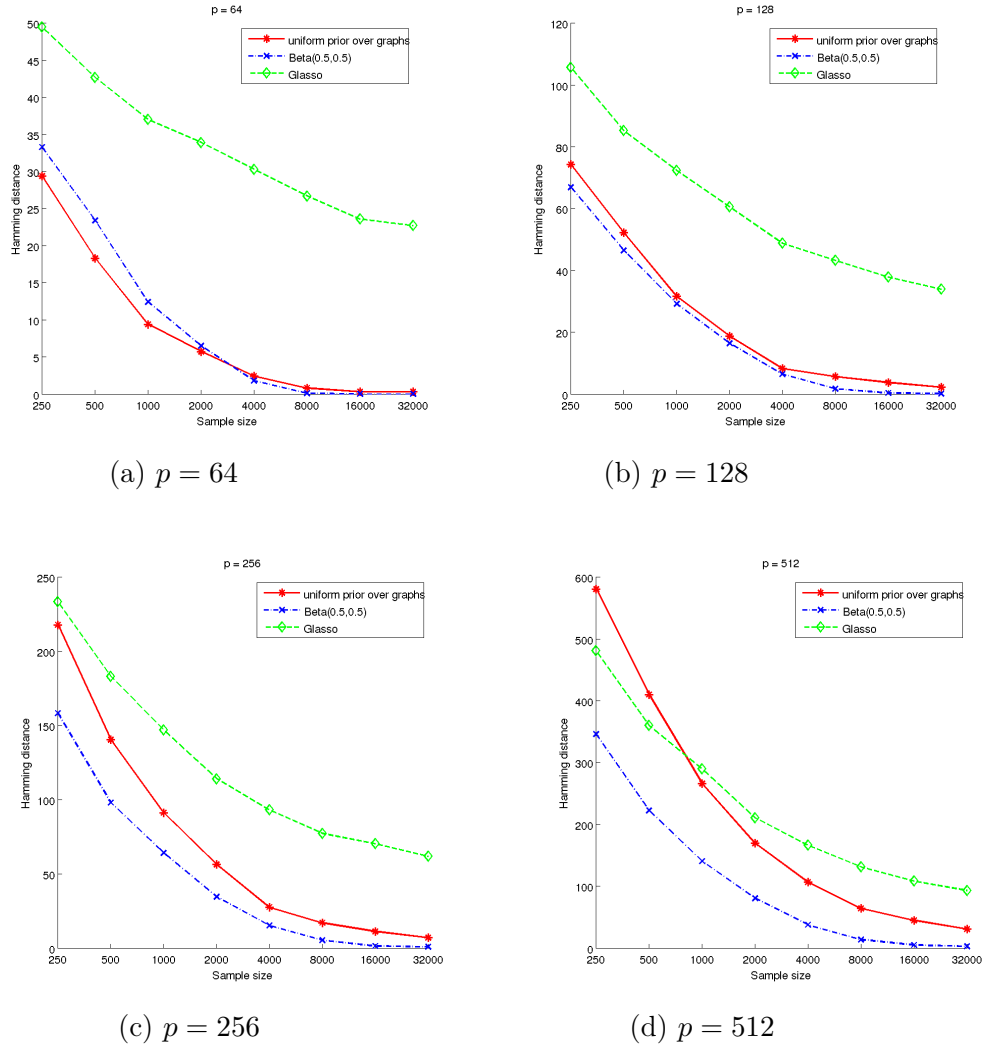 p = 64
50
45
40
35
30
25
20
15
10
5
0
Hamming distance
250 500 1000 2000 4000 8000 16000 32000
Sample size
uniform prior over graphs
Beta(0.5,0.5)
Glasso
(a) p = 64
p = 128
120
100
80
60
40
20
0
Hamming distance
250 500 1000 2000 4000 8000 16000 32000
Sample size
uniform prior over graphs
Beta(0.5,0.5)
Glasso
(b) p = 128
p = 256
250
200
150
100
50
0
Hamming distance
250 500 1000 2000 4000 8000 16000 32000
Sample size
uniform prior over graphs
Beta(0.5,0.5)
Glasso
(c) p = 256
p = 512
600
500
400
300
200
100
0
Hamming distance
250 500 1000 2000 4000 8000 16000 32000
Sample size
uniform prior over graphs
Beta(0.5,0.5)
Glasso
(d) p = 512